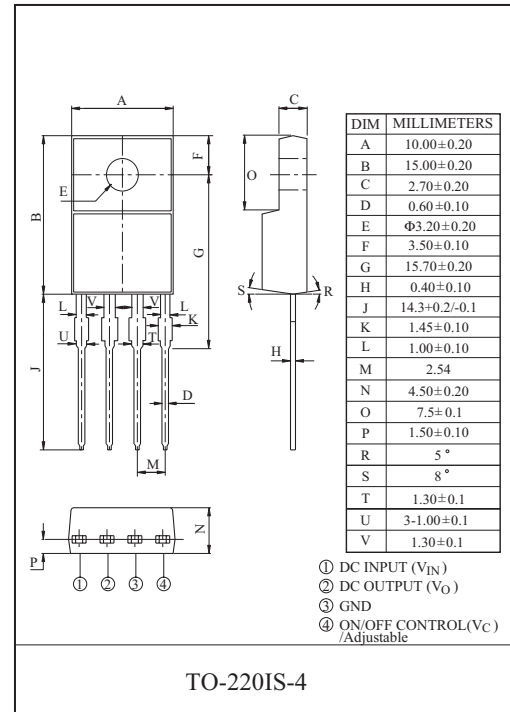 A
C
F
E
O
B
G
S
R
L V V L
K
U T
H
J
D
M
N
P
① ② ③ ④
DIM MILLIMETERS
A 10.00±0.20
B 15.00±0.20
C 2.70±0.20
D 0.60±0.10
E Φ3.20±0.20
F 3.50±0.10
G 15.70±0.20
H 0.40±0.10
J 14.3+0.2/-0.1
K 1.45±0.10
L 1.00±0.10
M 2.54
N 4.50±0.20
O 7.5±0.1
P 1.50±0.10
R 5°
S 8°
T 1.30±0.1
U 3-1.00±0.1
V 1.30±0.1
① DC INPUT (VIN)
② DC OUTPUT (VO)
③ GND
④ ON/OFF CONTROL(VC)
/Adjustable
TO-220IS-4